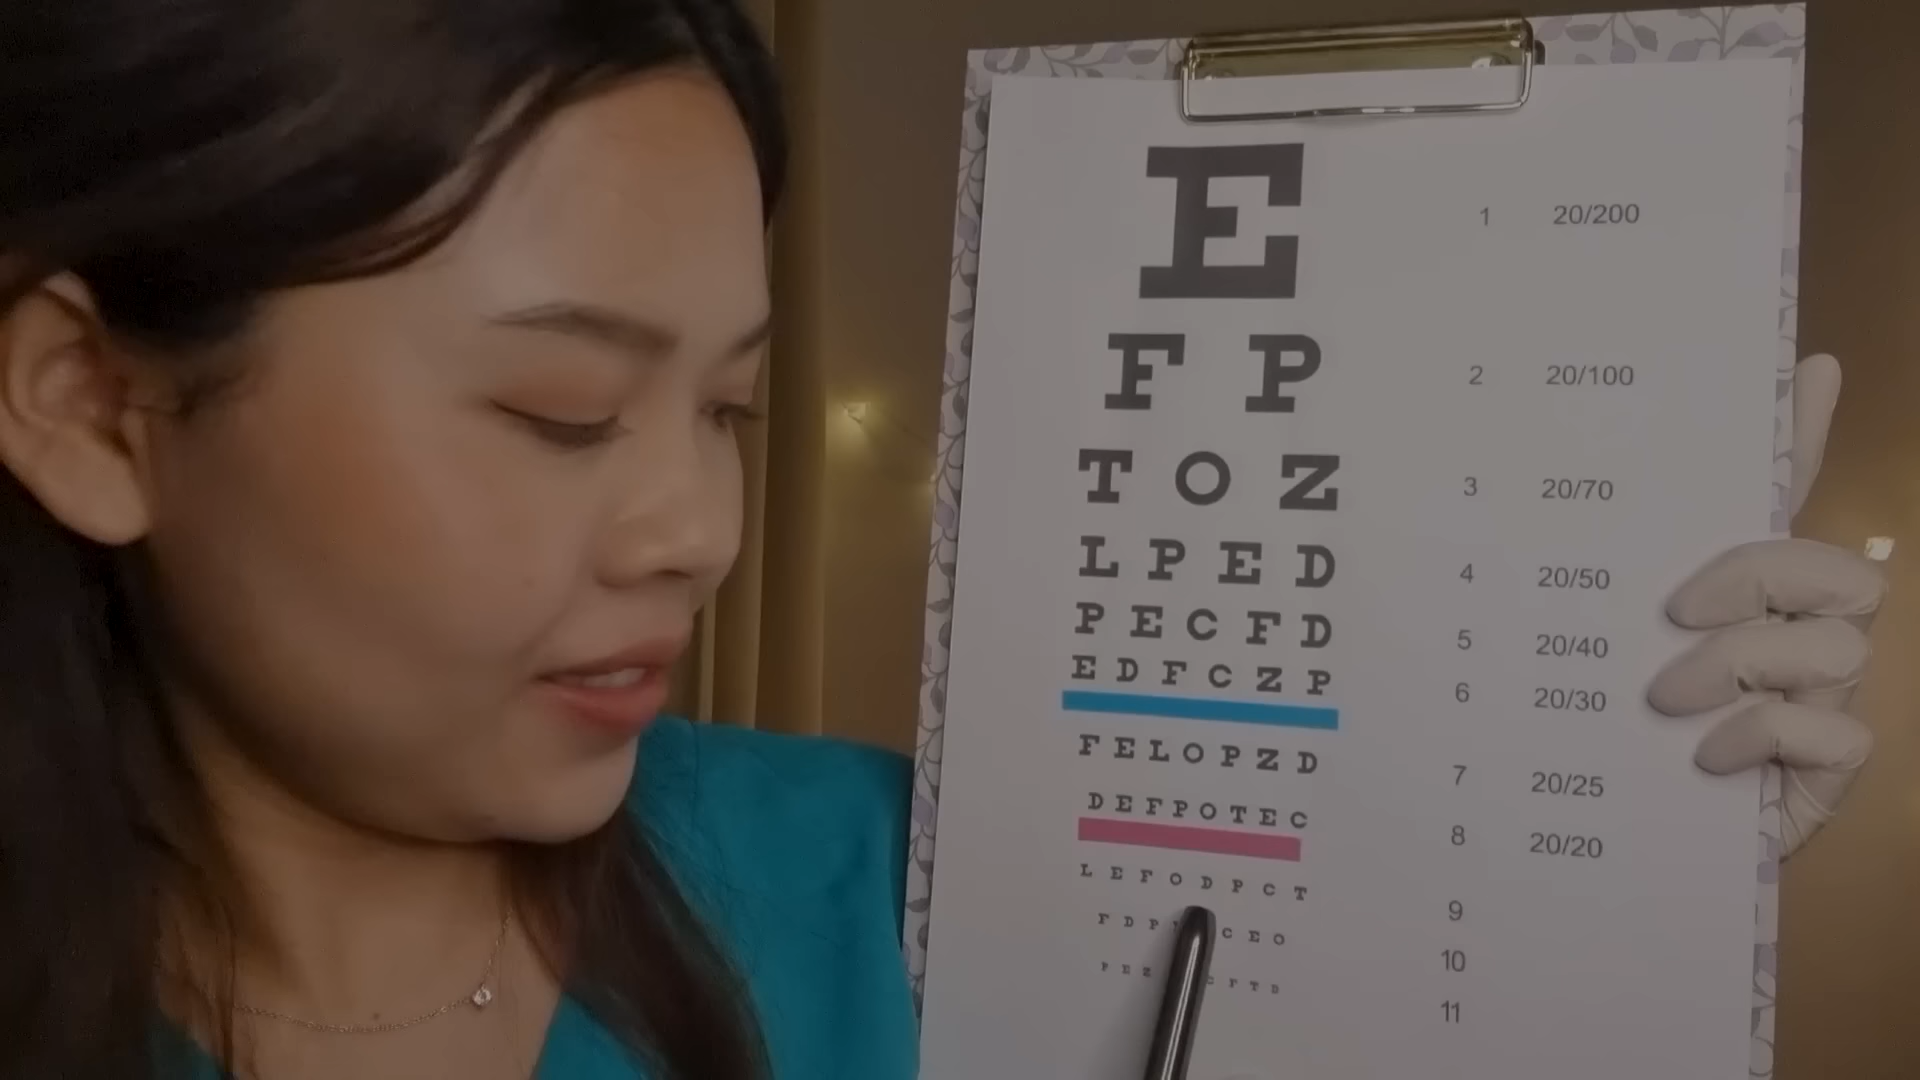 E 1 20/200
F P 2 20/100
T O Z 3 20/70
L P E D 4 20/50
P E C F D 5 20/40
E D F C Z P 6 20/30
F E L O P Z D 7 20/25
D E F P O T E C 8 20/20
L E F O D P C T 9
F D P C E O 10
P E Z F T D 11